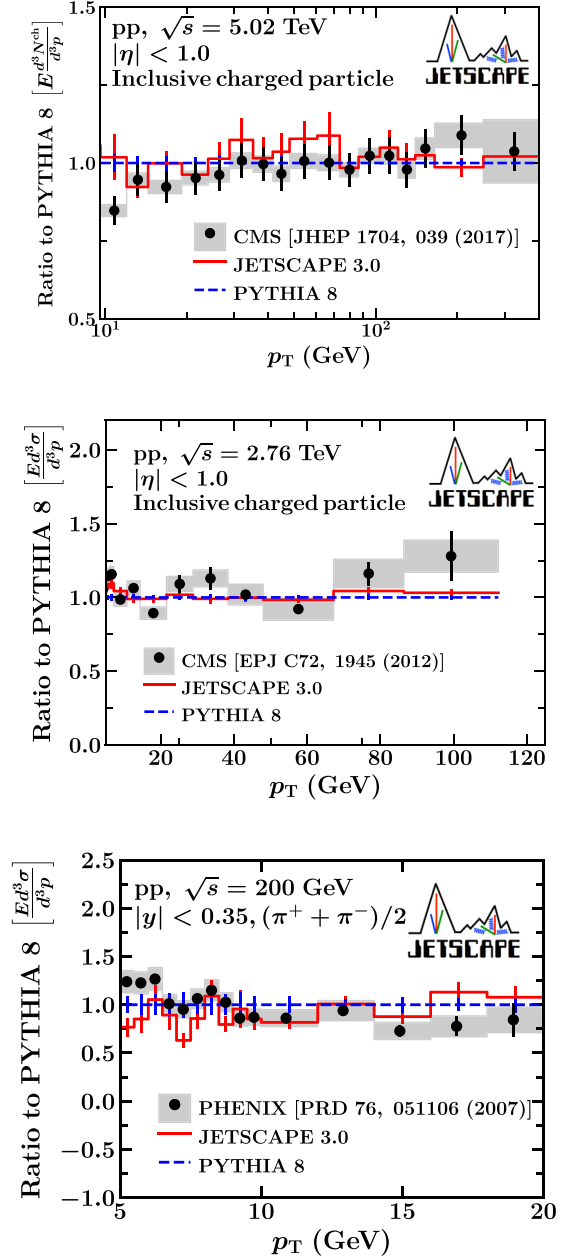 1.5
1.0
0.5
Ratio to PYTHIA 8 [E d³Nᶜʰ/d³p]
pp, √s = 5.02 TeV
|η| < 1.0
Inclusive charged particle
JETSCAPE
CMS [JHEP 1704, 039 (2017)]
JETSCAPE 3.0
PYTHIA 8
10¹ 10²
p_T (GeV)
2.0
1.5
1.0
0.5
0.0
Ratio to PYTHIA 8 [Ed³σ/d³p]
pp, √s = 2.76 TeV
|η| < 1.0
Inclusive charged particle
JETSCAPE
CMS [EPJ C72, 1945 (2012)]
JETSCAPE 3.0
PYTHIA 8
20 40 60 80 100 120
p_T (GeV)
2.5
2.0
1.5
1.0
0.5
0.0
−0.5
−1.0
Ratio to PYTHIA 8 [Ed³σ/d³p]
pp, √s = 200 GeV
|y| < 0.35, (π⁺ + π⁻)/2
JETSCAPE
PHENIX [PRD 76, 051106 (2007)]
JETSCAPE 3.0
PYTHIA 8
5 10 15 20
p_T (GeV)